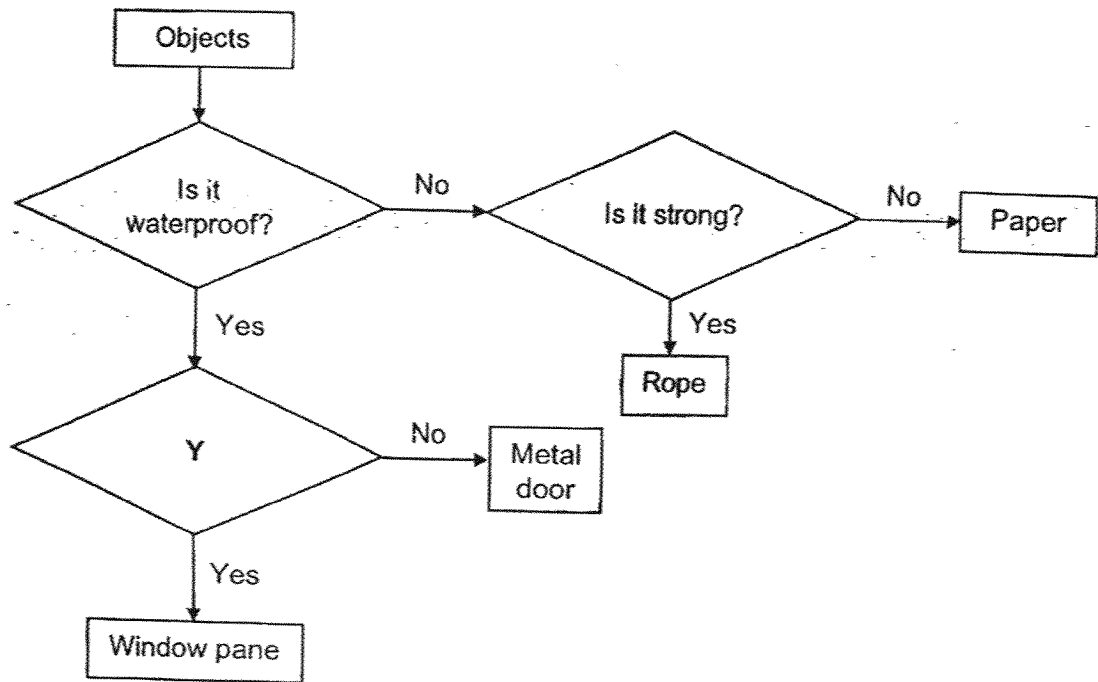 Objects
Is it
waterproof?
No
Is it strong?
No
Paper
Yes
Yes
Rope
Y
No
Metal
door
Yes
Window pane